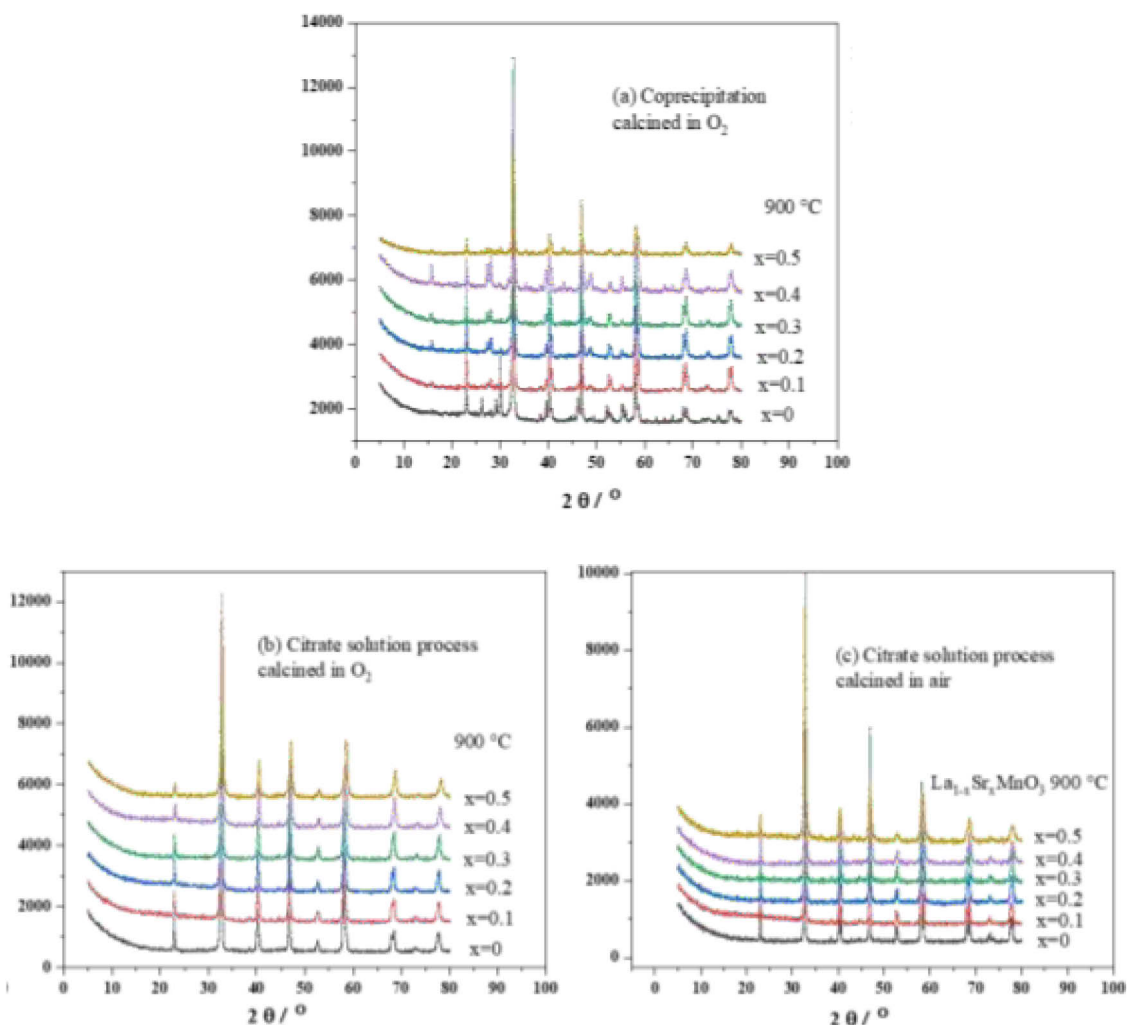 14000
12000
10000
8000
6000
4000
2000
(a) Coprecipitation
calcined in O₂
900 °C
x=0.5
x=0.4
x=0.3
x=0.2
x=0.1
x=0
0 10 20 30 40 50 60 70 80 90 100
2 θ / °
12000
10000
8000
6000
4000
2000
0
(b) Citrate solution process
calcined in O₂
900 °C
x=0.5
x=0.4
x=0.3
x=0.2
x=0.1
x=0
0 10 20 30 40 50 60 70 80 90 100
2 θ / °
10000
8000
6000
4000
2000
0
(c) Citrate solution process
calcined in air
La₁₋ₓSrₓMnO₃ 900 °C
x=0.5
x=0.4
x=0.3
x=0.2
x=0.1
x=0
0 10 20 30 40 50 60 70 80 90 100
2 θ / °